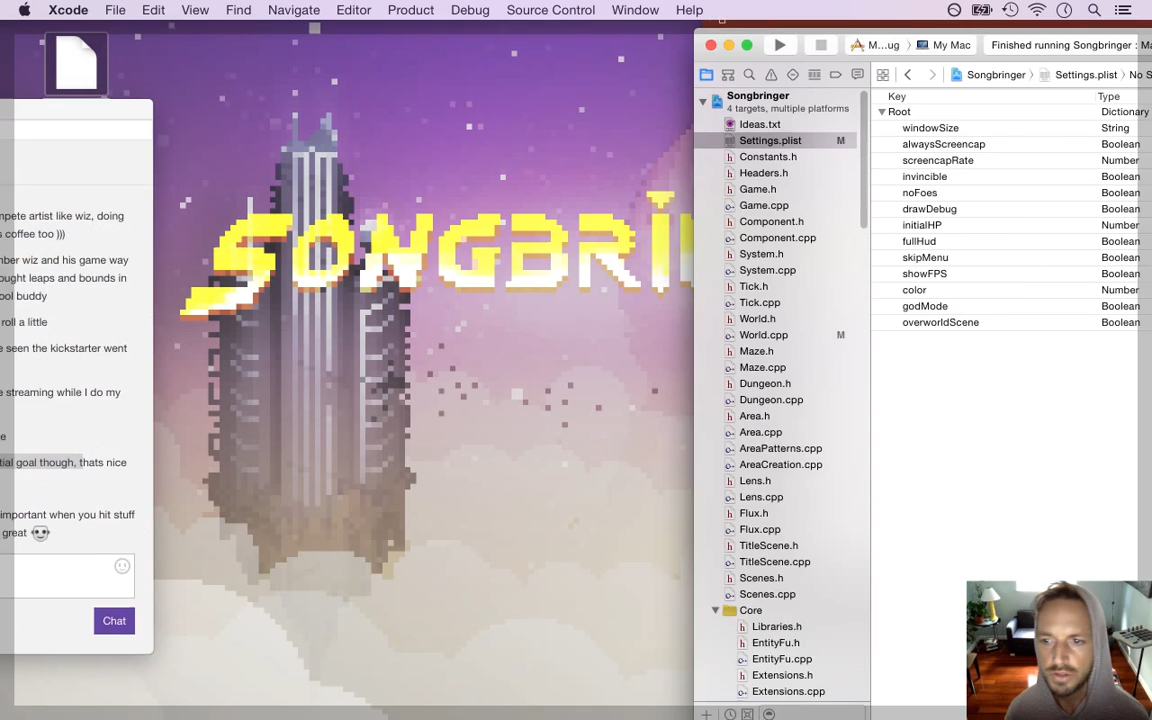 Xcode File Edit View Find Navigate Editor Product Debug Source Control Window Help
M...ug My Mac Finished running Songbringer :
Songbringer Settings.plist No S
Songbringer
4 targets, multiple platforms
Ideas.txt
Settings.plist M
Constants.h
Headers.h
Game.h
Game.cpp
Component.h
Component.cpp
System.h
System.cpp
Tick.h
Tick.cpp
World.h
World.cpp M
Maze.h
Maze.cpp
Dungeon.h
Dungeon.cpp
Area.h
Area.cpp
AreaPatterns.cpp
AreaCreation.cpp
Lens.h
Lens.cpp
Flux.h
Flux.cpp
TitleScene.h
TitleScene.cpp
Scenes.h
Scenes.cpp
Core
Libraries.h
EntityFu.h
EntityFu.cpp
Extensions.h
Extensions.cpp
Key Type
Root Dictionary
windowSize String
alwaysScreencap Boolean
screencapRate Number
invincible Boolean
noFoes Boolean
drawDebug Boolean
initialHP Number
fullHud Boolean
skipMenu Boolean
showFPS Boolean
color Number
godMode Boolean
overworldScene Boolean
SONGBRI
mpete artist like wiz, doing
s coffee too )))
mber wiz and his game way
ought leaps and bounds in
ool buddy
roll a little
e seen the kickstarter went
e streaming while I do my
e
tial goal though, thats nice
important when you hit stuff
great
Chat